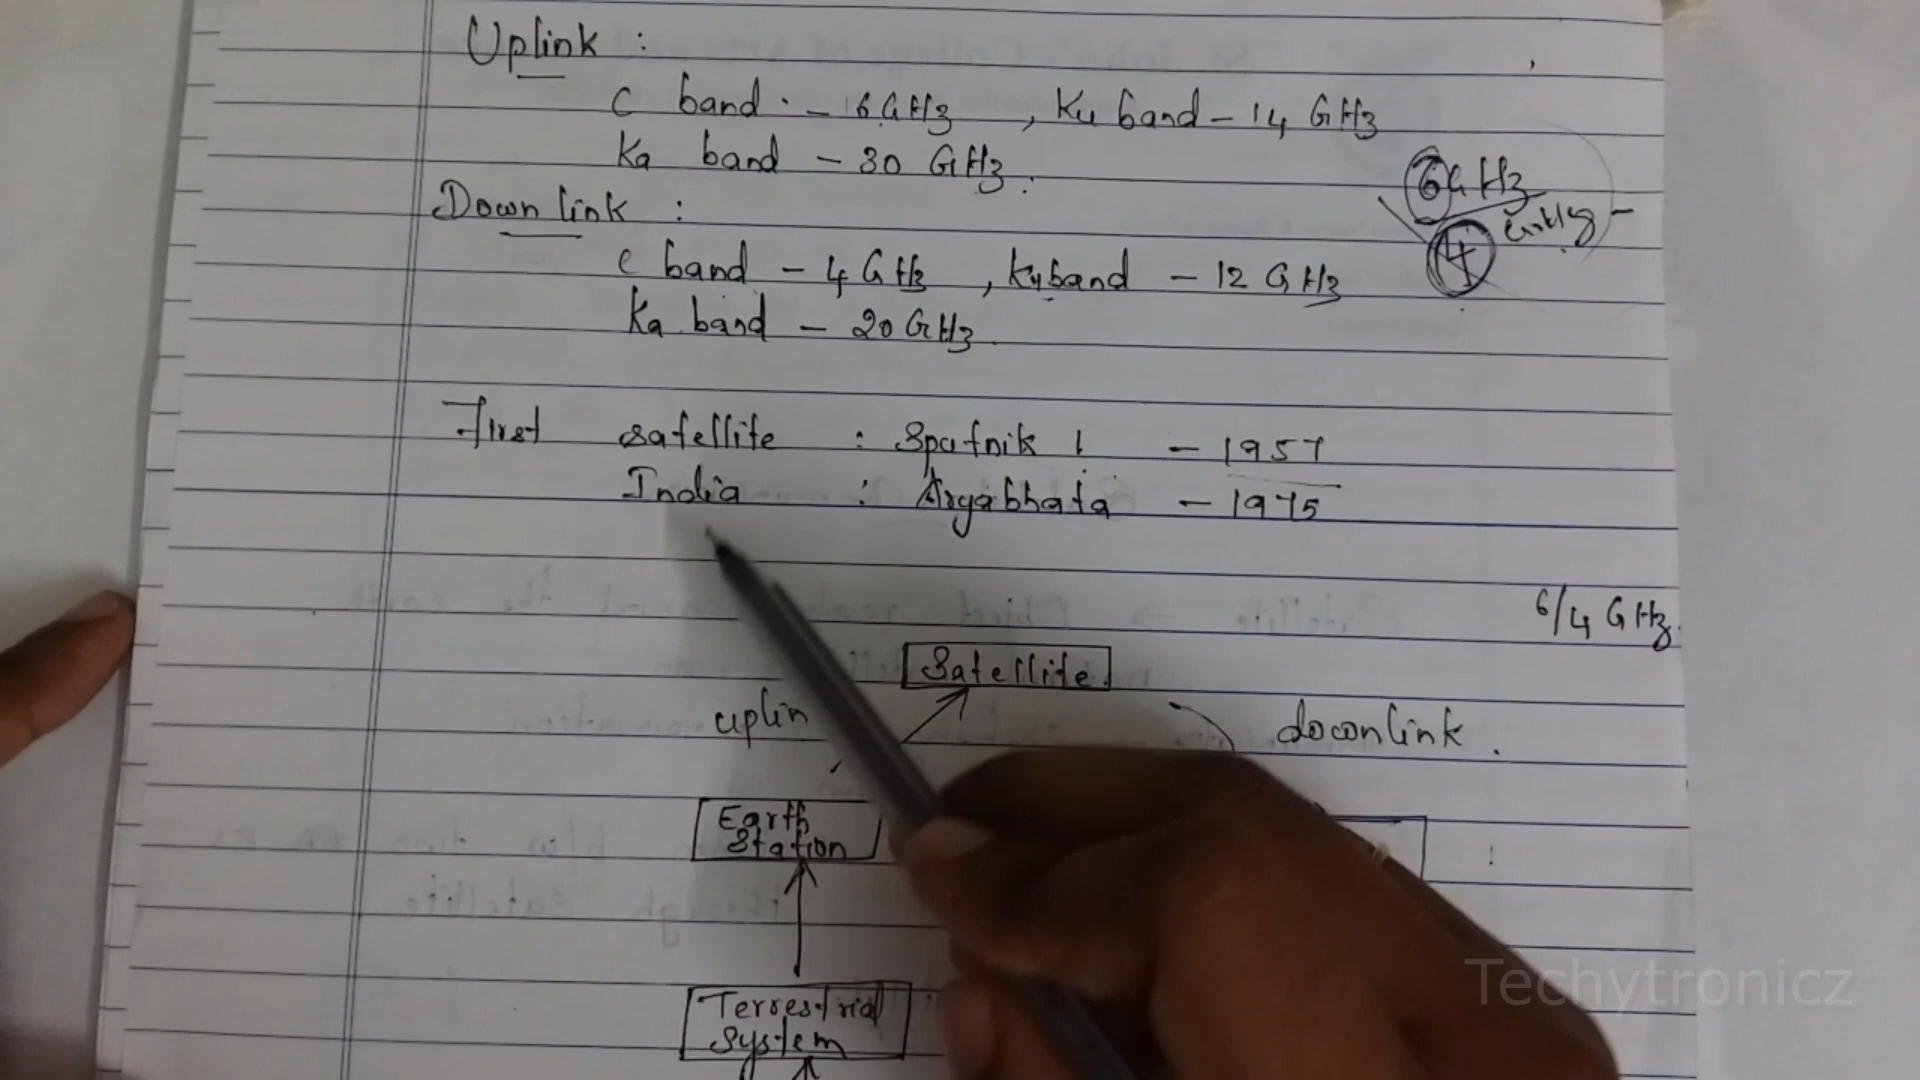 Uplink :
C band - 6 GHz , Ku band - 14 GHz
Ka band - 30 GHz.
6 GHz
4 GHz -
Down link :
C band - 4 GHz , Ku band - 12 GHz
Ka band - 20 GHz
First satellite : Sputnik 1 - 1957
India : Aryabhata - 1975
6/4 GHz.
Satellite
uplin
downlink .
Earth
Station
Terrestrial
System
Techytronicz